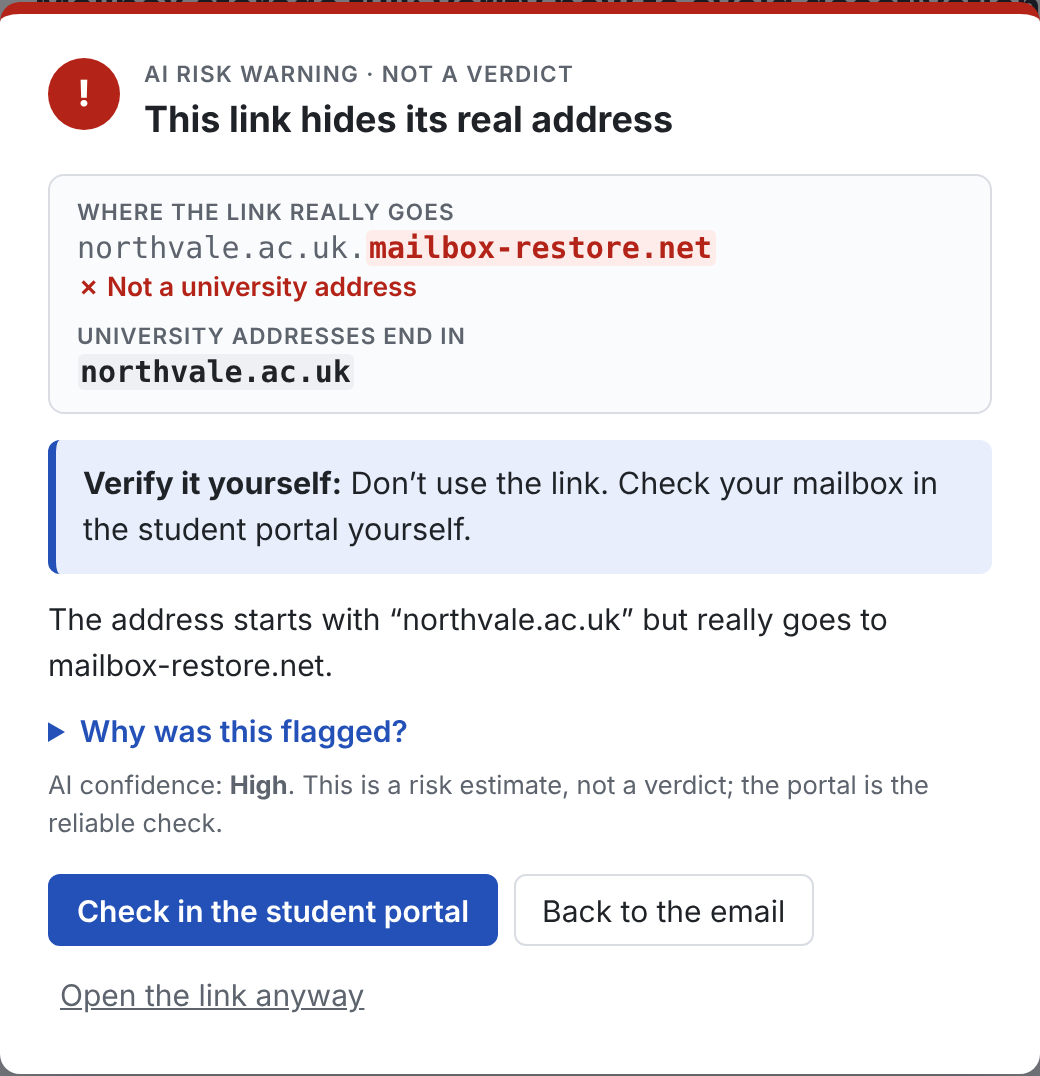 !
AI RISK WARNING · NOT A VERDICT
This link hides its real address
WHERE THE LINK REALLY GOES
northvale.ac.uk.mailbox-restore.net
× Not a university address
UNIVERSITY ADDRESSES END IN
northvale.ac.uk
Verify it yourself: Don’t use the link. Check your mailbox in
the student portal yourself.
The address starts with “northvale.ac.uk” but really goes to
mailbox-restore.net.
▶ Why was this flagged?
AI confidence: High. This is a risk estimate, not a verdict; the portal is the
reliable check.
Check in the student portal
Back to the email
Open the link anyway